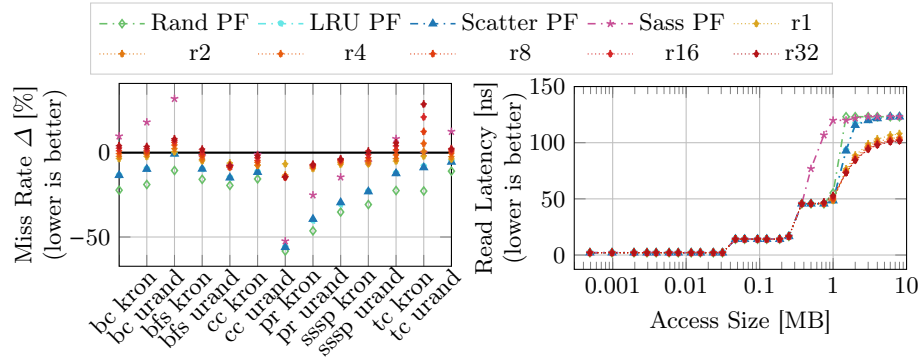 Rand PF LRU PF Scatter PF Sass PF r1
r2 r4 r8 r16 r32
Miss Rate Δ [%]
(lower is better)
0
−50
bc kron
bc urand
bfs kron
bfs urand
cc kron
cc urand
pr kron
pr urand
sssp kron
sssp urand
tc kron
tc urand
Read Latency [ns]
(lower is better)
150
100
50
0
0.001 0.01 0.1 1 10
Access Size [MB]